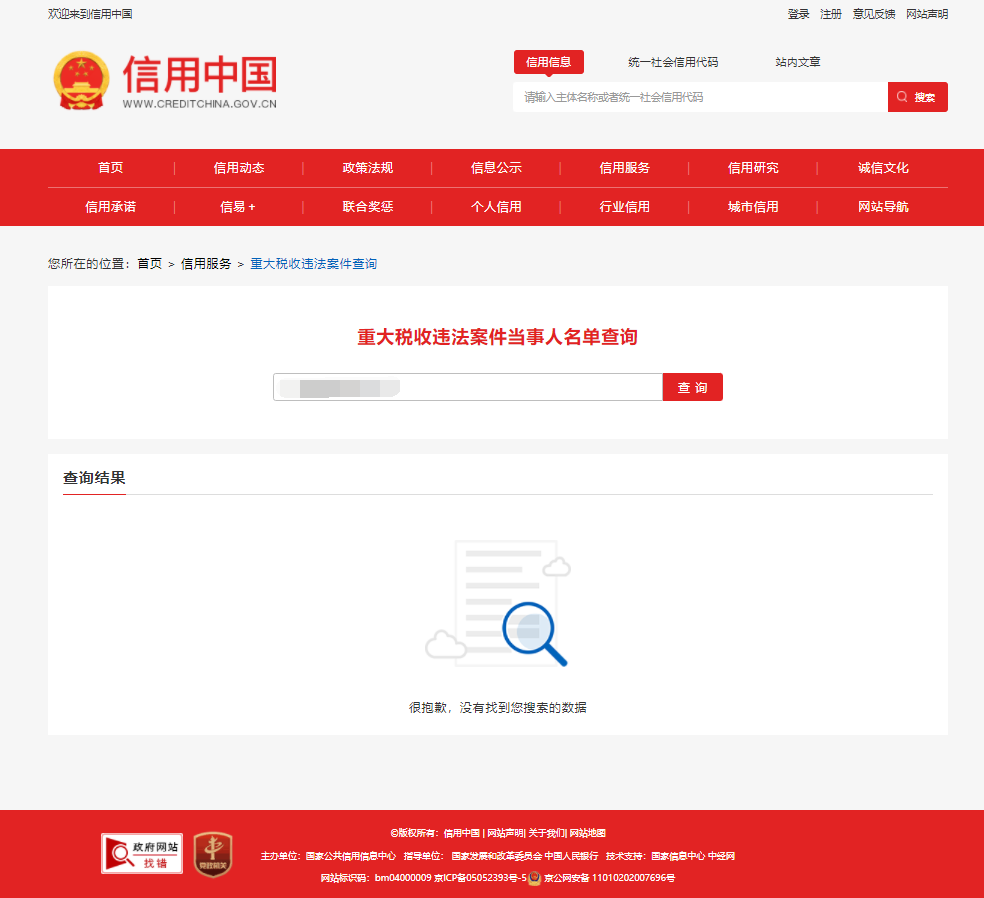 欢迎来到信用中国
登录 注册 意见反馈 网站声明
信用中国
WWW.CREDITCHINA.GOV.CN
信用信息 统一社会信用代码 站内文章
请输入主体名称或者统一社会信用代码
搜索
首页 | 信用动态 | 政策法规 | 信息公示 | 信用服务 | 信用研究 | 诚信文化
信用承诺 | 信易+ | 联合奖惩 | 个人信用 | 行业信用 | 城市信用 | 网站导航
您所在的位置：首页 > 信用服务 > 重大税收违法案件查询
重大税收违法案件当事人名单查询
查 询
查询结果
很抱歉，没有找到您搜索的数据
政府网站
找错
党政机关
©版权所有：信用中国 | 网站声明| 关于我们| 网站地图
主办单位：国家公共信用信息中心 指导单位： 国家发展和改革委员会 中国人民银行 技术支持：国家信息中心 中经网
网站标识码：bm04000009 京ICP备05052393号-5 京公网安备 11010202007696号